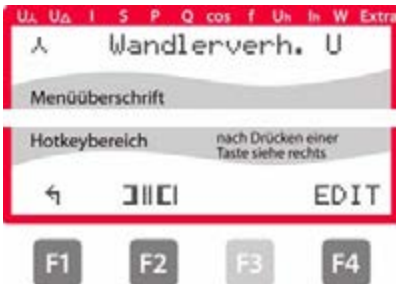 U⅄ U△ I S P Q cos f Uh Ih W Extra
⅄ Wandlerverh. U
Menüüberschrift
Hotkeybereich
nach Drücken einer
Taste siehe rechts
EDIT
F1 F2 F3 F4